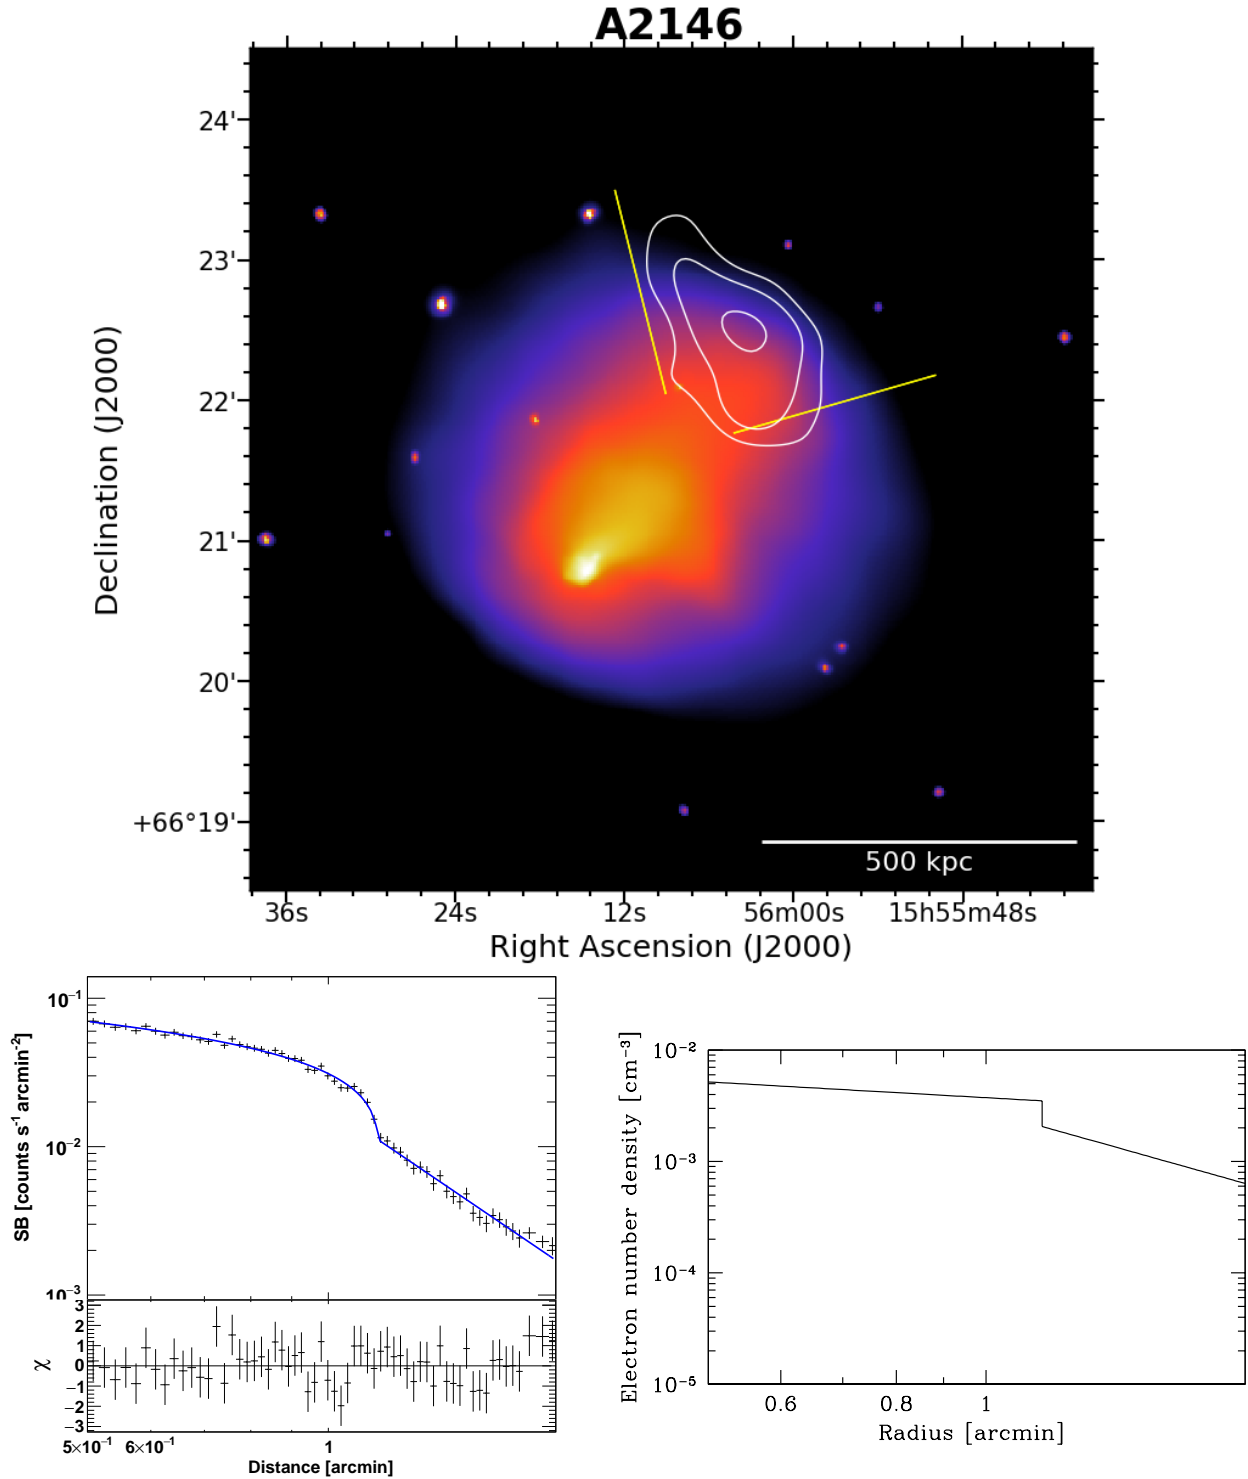 A2146
24'
23'
22'
21'
20'
+66°19'
Declination (J2000)
500 kpc
36s 24s 12s 56m00s 15h55m48s
Right Ascension (J2000)
10⁻¹
10⁻²
10⁻³
SB [counts s⁻¹ arcmin⁻²]
3
2
1
0
−1
−2
−3
χ
5×10⁻¹ 6×10⁻¹ 1
Distance [arcmin]
10⁻²
10⁻³
10⁻⁴
10⁻⁵
Electron number density [cm⁻³]
0.6 0.8 1
Radius [arcmin]